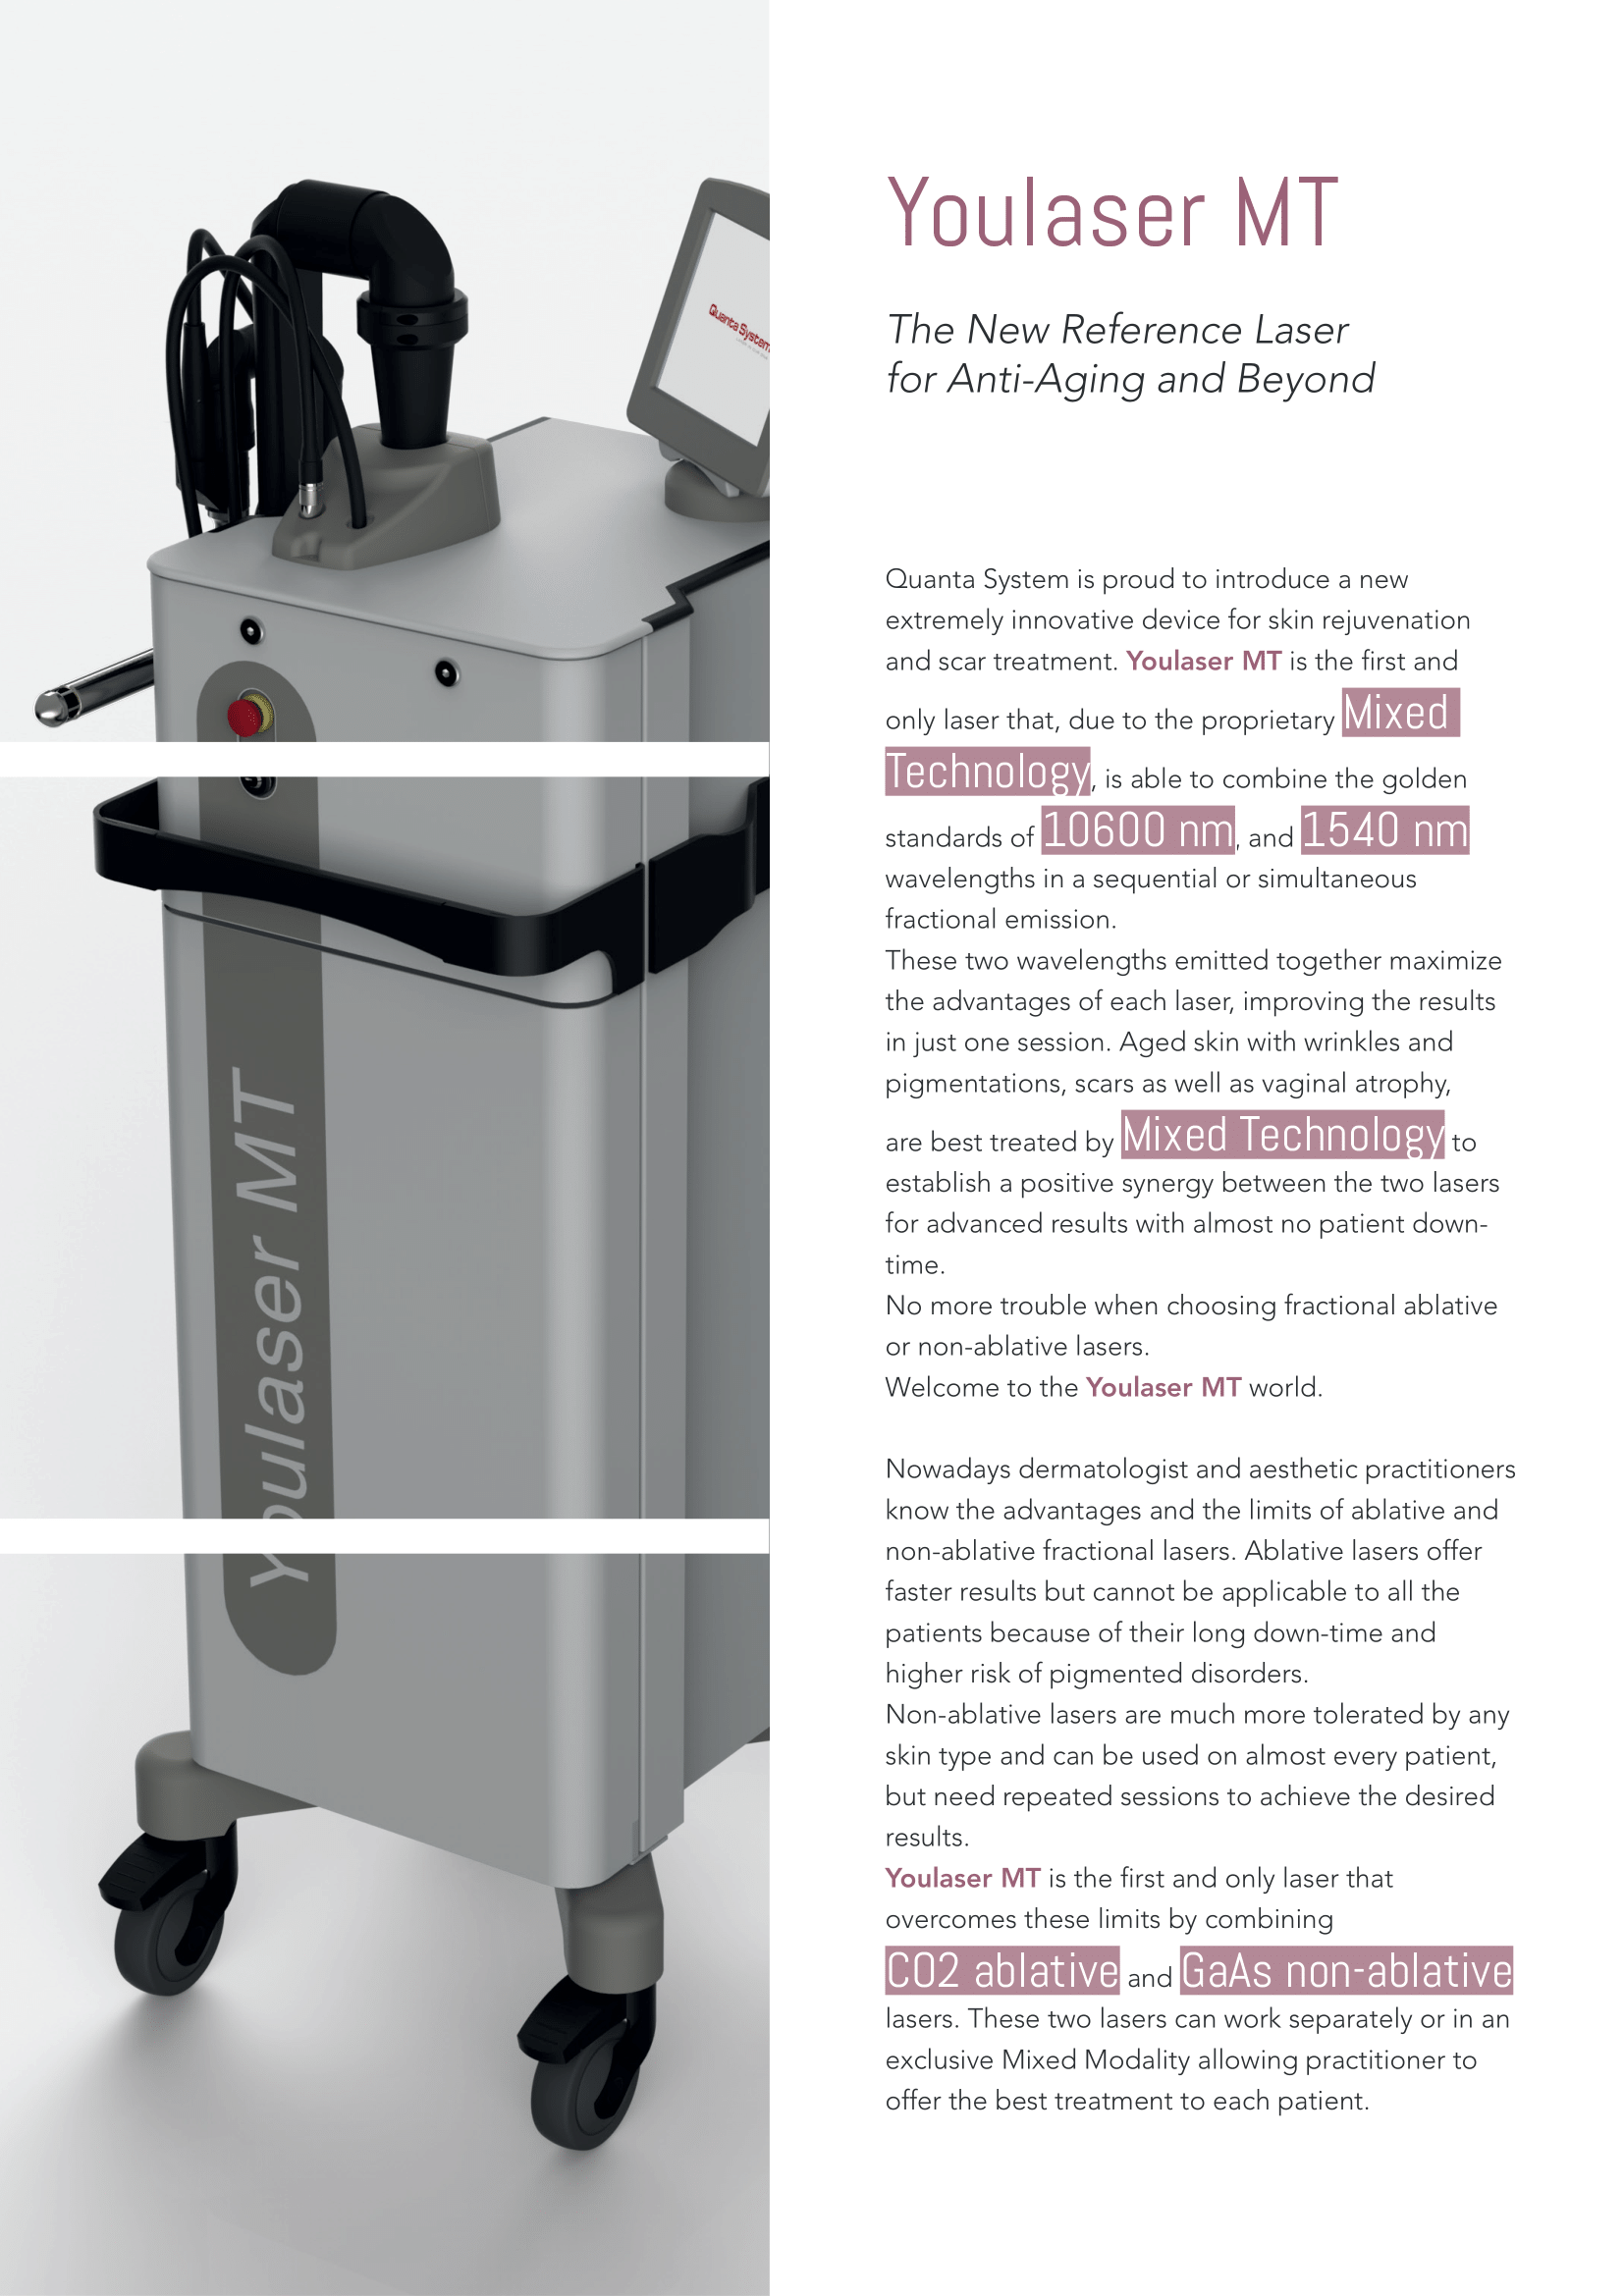 Quanta System
Youlaser MT
Youlaser MT
The New Reference Laser
for Anti-Aging and Beyond
Quanta System is proud to introduce a new
extremely innovative device for skin rejuvenation
and scar treatment. Youlaser MT is the first and
only laser that, due to the proprietary Mixed
Technology, is able to combine the golden
standards of 10600 nm, and 1540 nm
wavelengths in a sequential or simultaneous
fractional emission.
These two wavelengths emitted together maximize
the advantages of each laser, improving the results
in just one session. Aged skin with wrinkles and
pigmentations, scars as well as vaginal atrophy,
are best treated by Mixed Technology to
establish a positive synergy between the two lasers
for advanced results with almost no patient down-
time.
No more trouble when choosing fractional ablative
or non-ablative lasers.
Welcome to the Youlaser MT world.
Nowadays dermatologist and aesthetic practitioners
know the advantages and the limits of ablative and
non-ablative fractional lasers. Ablative lasers offer
faster results but cannot be applicable to all the
patients because of their long down-time and
higher risk of pigmented disorders.
Non-ablative lasers are much more tolerated by any
skin type and can be used on almost every patient,
but need repeated sessions to achieve the desired
results.
Youlaser MT is the first and only laser that
overcomes these limits by combining
CO2 ablative and GaAs non-ablative
lasers. These two lasers can work separately or in an
exclusive Mixed Modality allowing practitioner to
offer the best treatment to each patient.